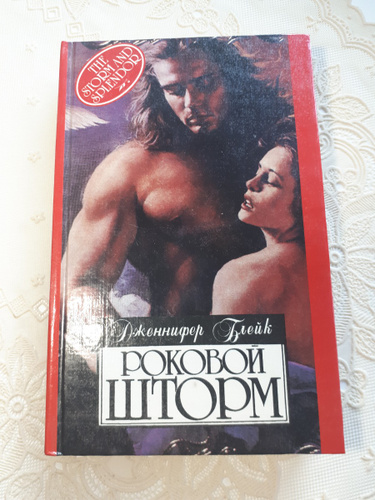 THE
STORM AND
SPLENDOR
Дженнифер Блейк
РОКОВОЙ
ШТОРМ